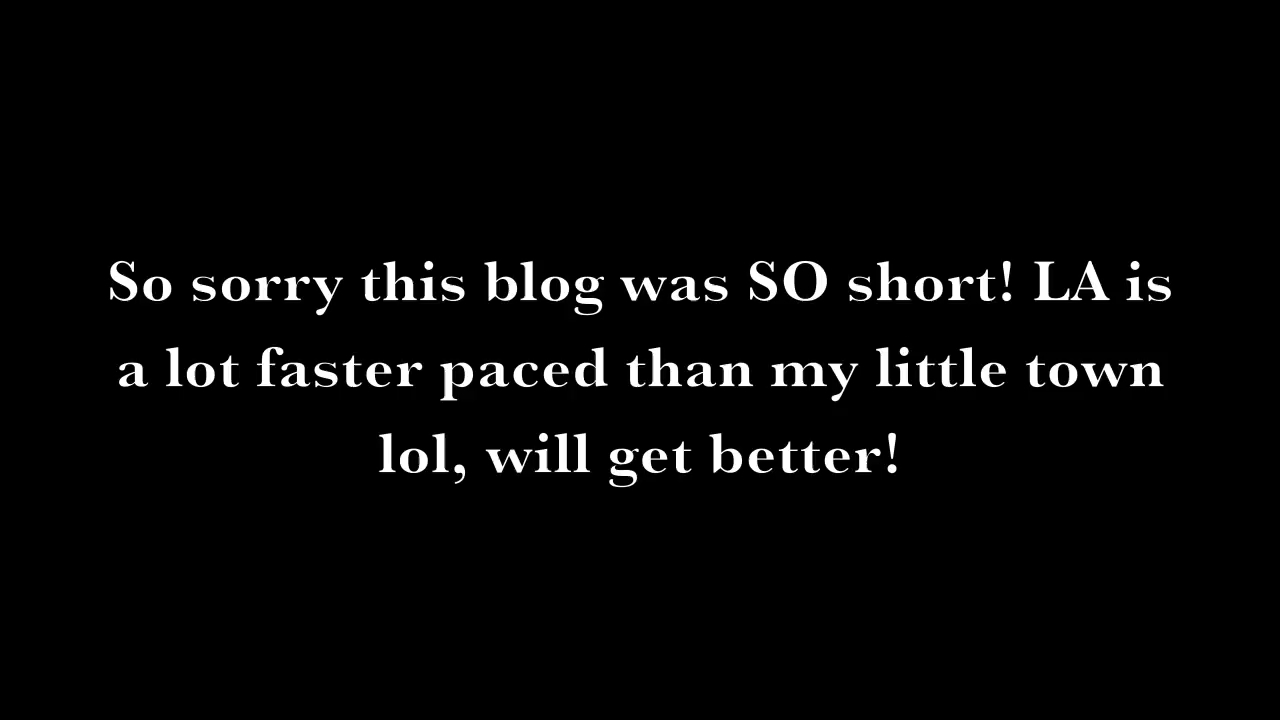 So sorry this blog was SO short! LA is
a lot faster paced than my little town
lol, will get better!